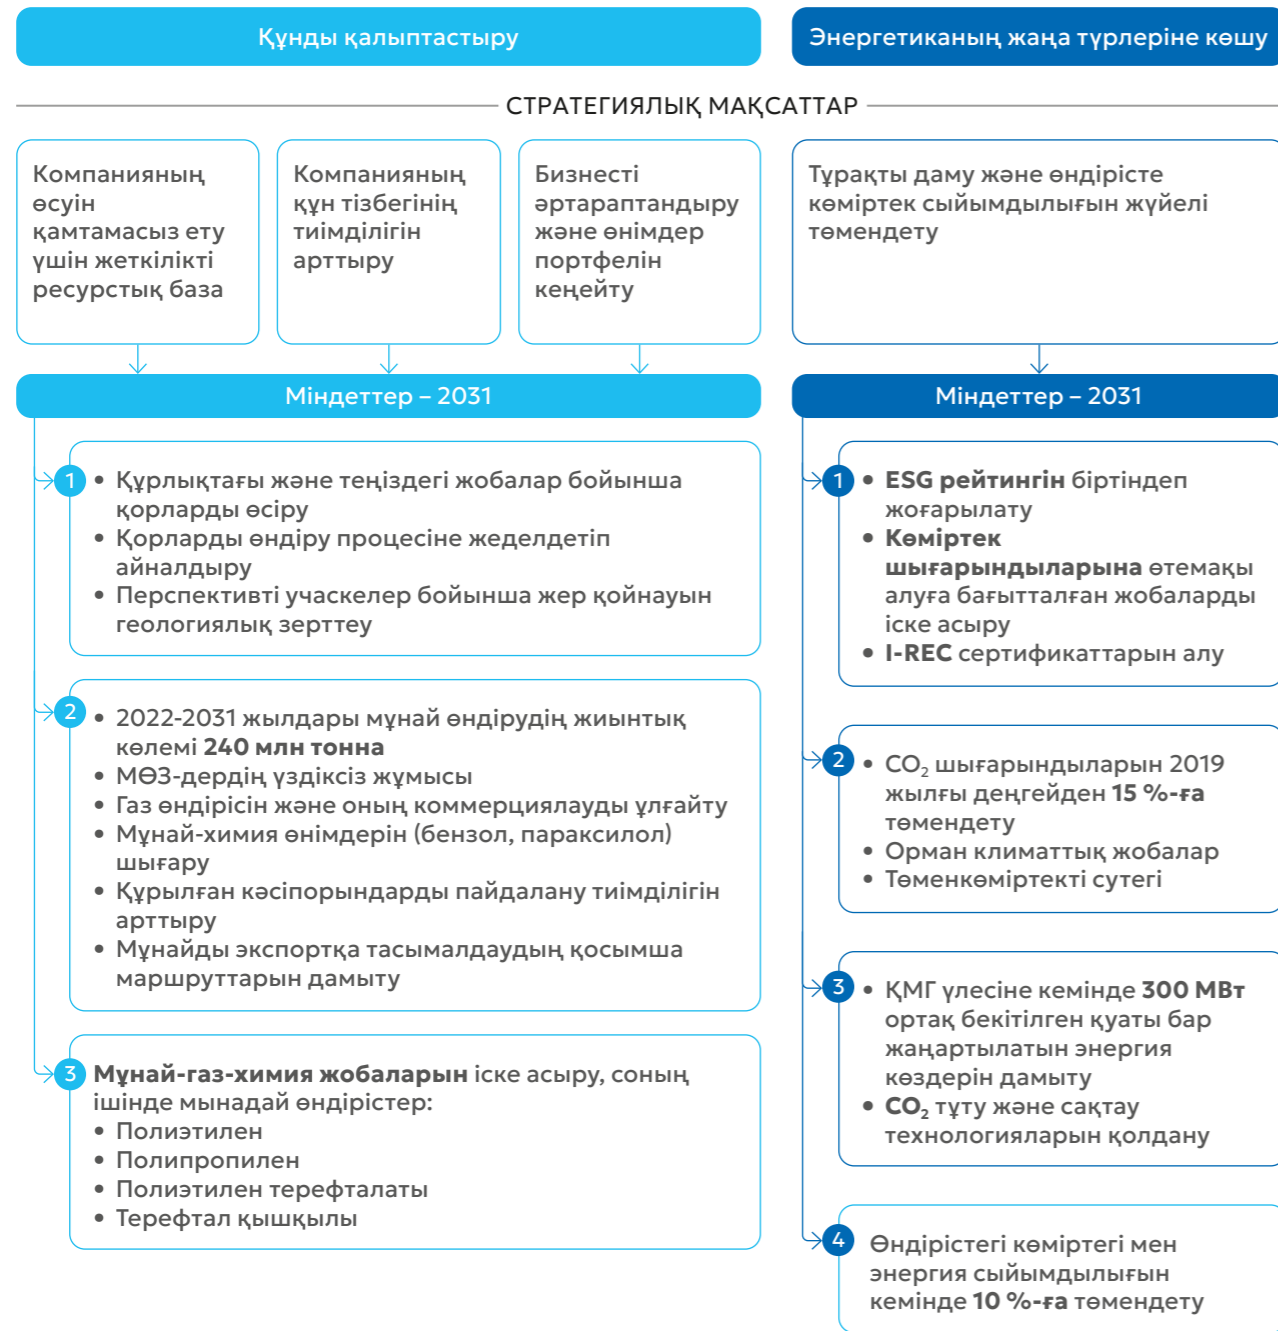 Құнды қалыптастыру
Энергетиканың жаңа түрлеріне көшу
СТРАТЕГИЯЛЫҚ МАҚСАТТАР
Компанияның
өсуін
қамтамасыз ету
үшін жеткілікті
ресурстық база
Компанияның
құн тізбегінің
тиімділігін
арттыру
Бизнесті
әртараптандыру
және өнімдер
портфелін
кеңейту
Тұрақты даму және өндірісте
көміртек сыйымдылығын жүйелі
төмендету
Міндеттер – 2031
1
• Құрлықтағы және теңіздегі жобалар бойынша
қорларды өсіру
• Қорларды өндіру процесіне жеделдетіп
айналдыру
• Перспективті учаскелер бойынша жер қойнауын
геологиялық зерттеу
2
• 2022-2031 жылдары мұнай өндірудің жиынтық
көлемі 240 млн тонна
• МӨЗ-дердің үздіксіз жұмысы
• Газ өндірісін және оның коммерциялауды ұлғайту
• Мұнай-химия өнімдерін (бензол, параксилол)
шығару
• Құрылған кәсіпорындарды пайдалану тиімділігін
арттыру
• Мұнайды экспортқа тасымалдаудың қосымша
маршруттарын дамыту
3
Мұнай-газ-химия жобаларын іске асыру, соның
ішінде мынадай өндірістер:
• Полиэтилен
• Полипропилен
• Полиэтилен терефталаты
• Терефтал қышқылы
Міндеттер – 2031
1
• ESG рейтингін біртіндеп
жоғарылату
• Көміртек
шығарындыларына өтемақы
алуға бағытталған жобаларды
іске асыру
• I-REC сертификаттарын алу
2
• CO₂ шығарындыларын 2019
жылғы деңгейден 15 %-ға
төмендету
• Орман климаттық жобалар
• Төменкөміртекті сутегі
3
• ҚМГ үлесіне кемінде 300 МВт
ортақ бекітілген қуаты бар
жаңартылатын энергия
көздерін дамыту
• CO₂ тұту және сақтау
технологияларын қолдану
4
Өндірістегі көміртегі мен
энергия сыйымдылығын
кемінде 10 %-ға төмендету